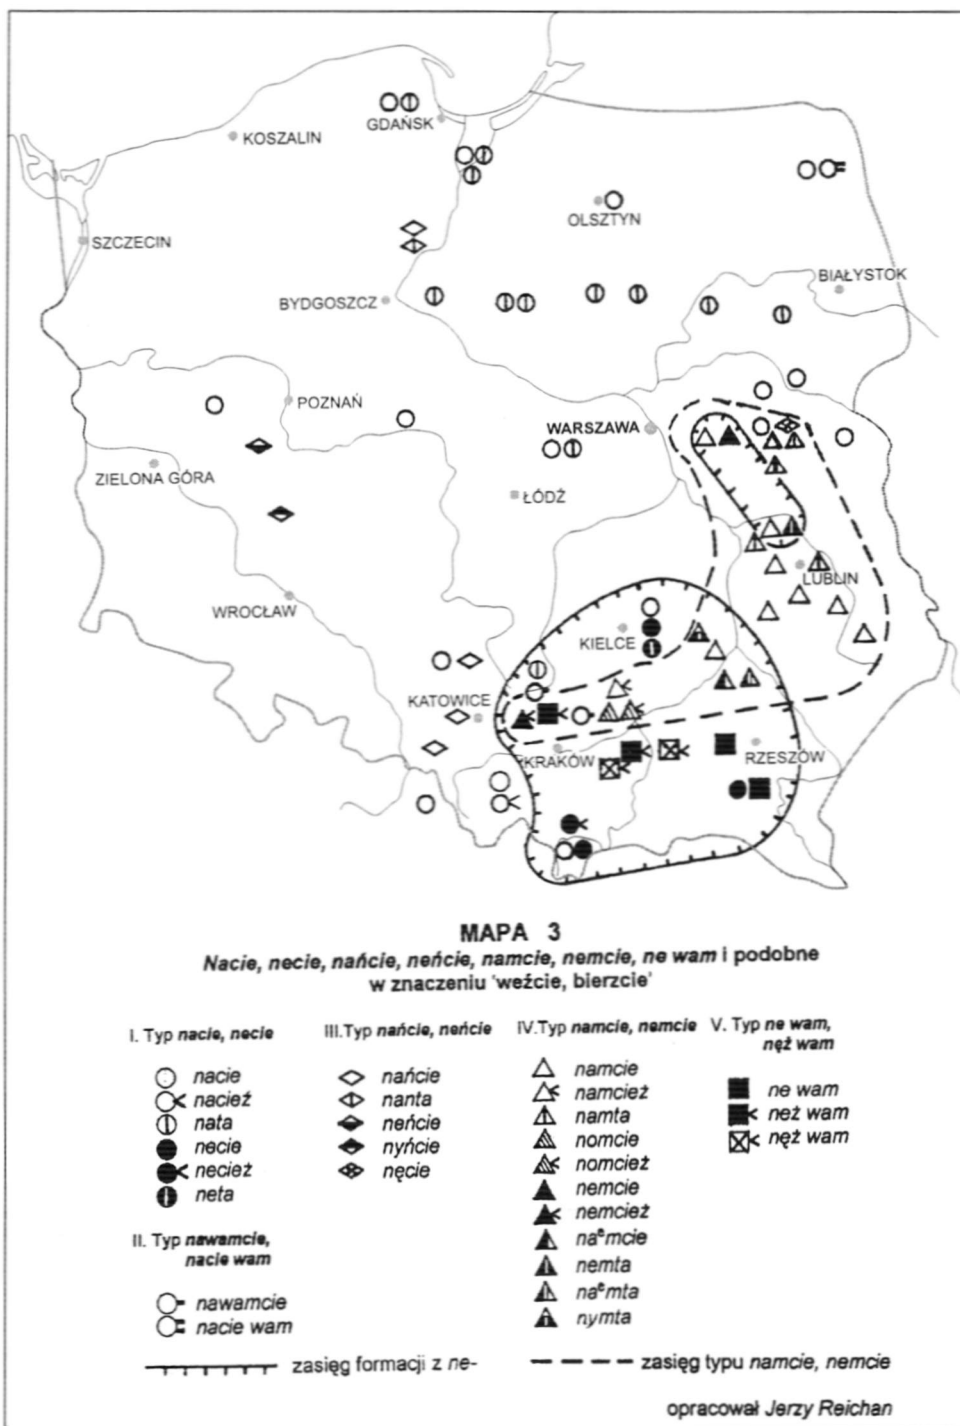 GDAŃSK
KOSZALIN
OLSZTYN
SZCZECIN
BIAŁYSTOK
BYDGOSZCZ
POZNAŃ
WARSZAWA
ZIELONA GÓRA
ŁÓDŹ
LUBLIN
WROCŁAW
KIELCE
KATOWICE
KRAKÓW
RZESZÓW
MAPA 3
Nacie, necie, nańcie, neńcie, namcie, nemcie, ne wam i podobne
w znaczeniu 'weźcie, bierzcie'
I. Typ nacie, necie
nacie
nacież
nata
necie
necież
neta
II. Typ nawamcie,
nacie wam
nawamcie
nacie wam
III.Typ nańcie, neńcie
nańcie
nanta
neńcie
nyńcie
nęcie
IV.Typ namcie, nemcie
namcie
namcież
namta
nomcie
nomcież
nemcie
nemcież
naᵉmcie
nemta
naᵉmta
nymta
V. Typ ne wam,
nęż wam
ne wam
neż wam
nęż wam
zasięg formacji z ne-
zasięg typu namcie, nemcie
opracował Jerzy Reichan